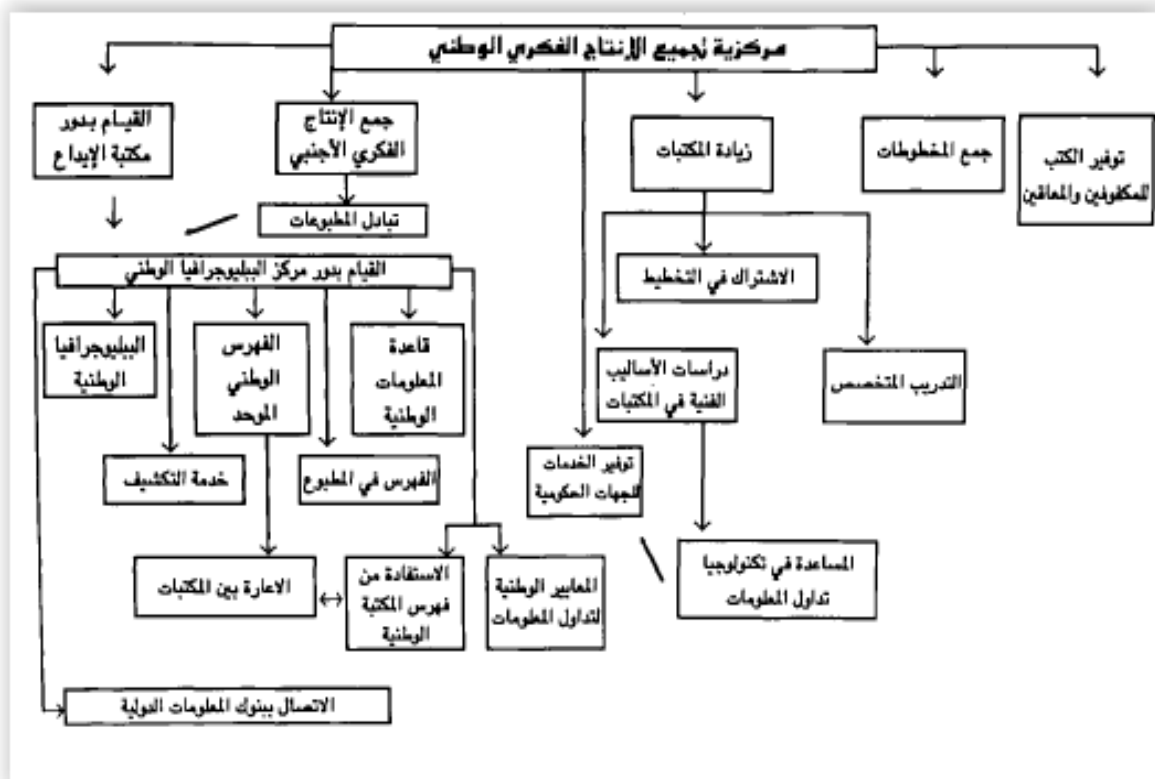 مركزية لجميع الإنتاج الفكري الوطني
القيام بدور
مكتبة الإيداع
جمع الإنتاج
الفكري الأجنبي
زيادة المكتبات
جمع المخطوطات
توفير الكتب
للمكفوفين والمعاقين
تبادل المطبوعات
القيام بدور مركز الببليوجرافيا الوطني
الاشتراك في التخطيط
الببليوجرافيا
الوطنية
الفهرس
الوطني
الموحد
قاعدة
المعلومات
الوطنية
دراسات الأساليب
الفنية في المكتبات
التدريب المتخصص
خدمة التكشيف
الفهرس في المطبوع
توفير الخدمات
للجهات الحكومية
الاعارة بين المكتبات
الاستفادة من
فهرس المكتبة
الوطنية
المعايير الوطنية
لتداول المعلومات
المساعدة في تكنولوجيا
تداول المعلومات
الاتصال ببنوك المعلومات الدولية